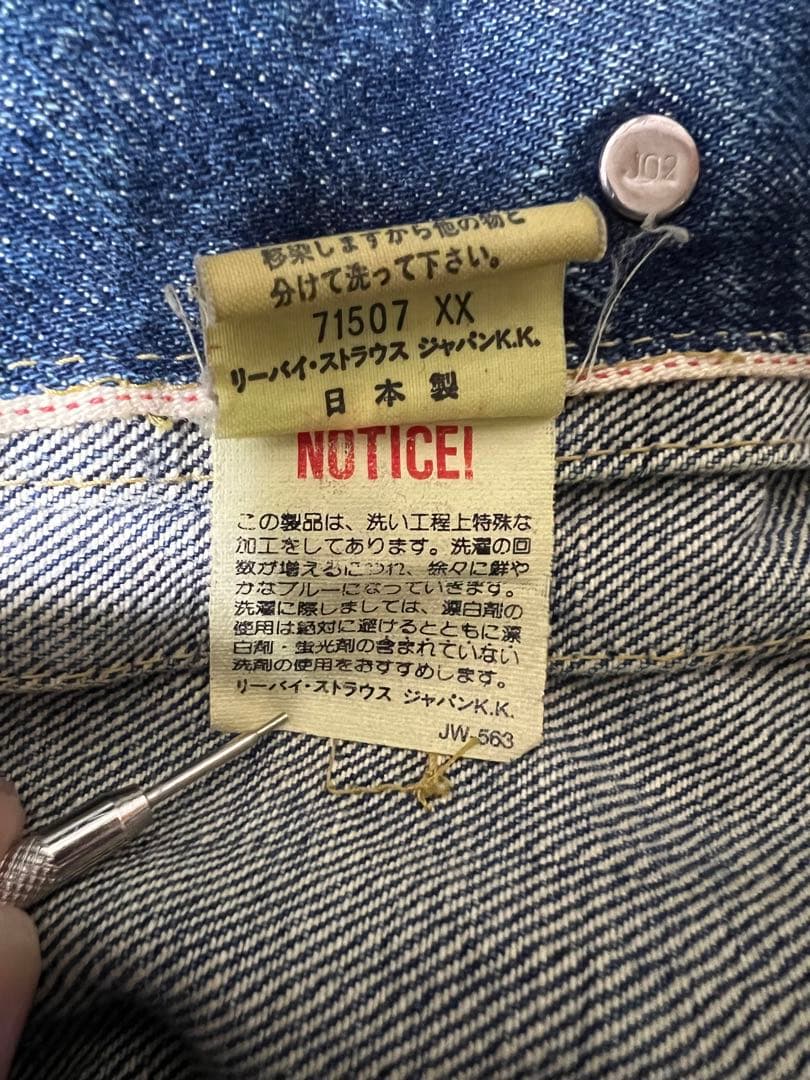 J02
移染しますから他の物と
分けて洗って下さい。
71507 XX
リーバイ・ストラウス ジャパンK.K.
日本製
NOTICE!
この製品は、洗い工程上特殊な
加工をしてあります。洗濯の回
数が増えるにつれ、徐々に鮮や
かなブルーになっていきます。
洗濯に際しましては、漂白剤の
使用は絶対に避けるとともに漂
白剤・蛍光剤の含まれていない
洗剤の使用をおすすめします。
リーバイ・ストラウス ジャパンK.K.
JW-563